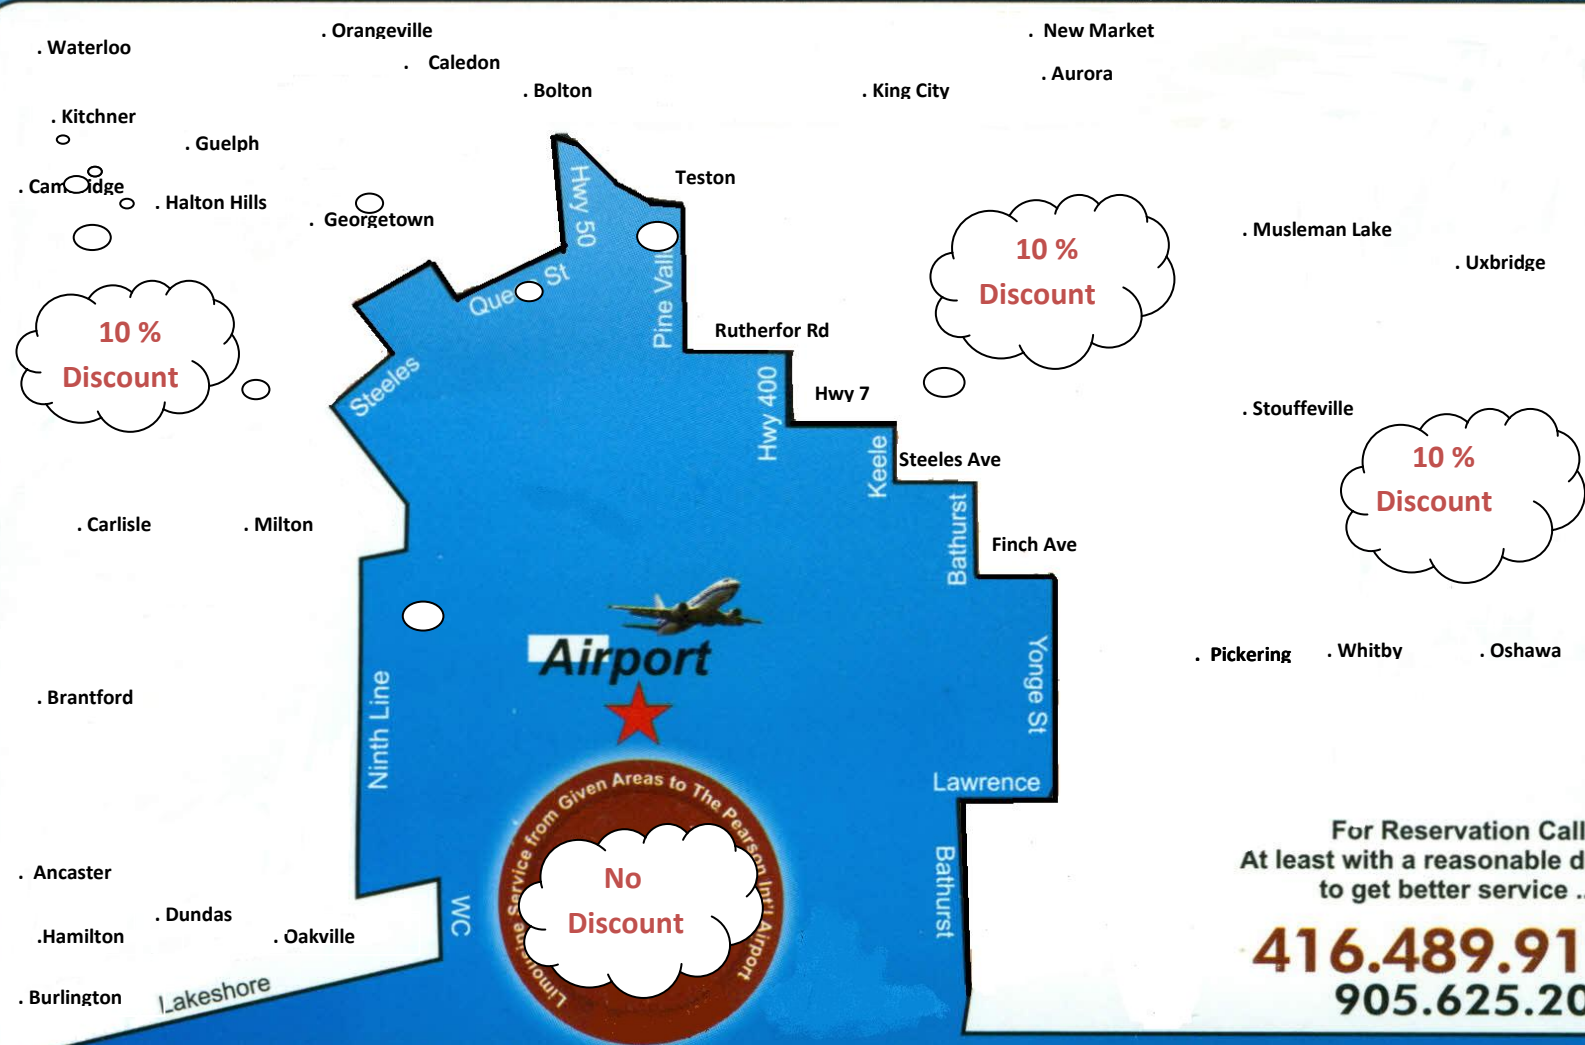 . Waterloo
. Orangeville
. Caledon
. Bolton
. New Market
. King City
. Aurora
. Kitchner
. Guelph
. Halton Hills
. Georgetown
Teston
Hwy 50
Queen St
Pine Vall
. Musleman Lake
. Uxbridge
10 %
Discount
10 %
Discount
Rutherfor Rd
Steeles
Hwy 400
Hwy 7
Keele
Steeles Ave
. Stouffeville
10 %
Discount
. Carlisle
. Milton
Bathurst
Finch Ave
Airport
Yonge St
. Pickering
. Whitby
. Oshawa
. Brantford
Ninth Line
Lawrence
Limousine Service from Given Areas to The Pearson Int'l Airport
No
Discount
. Ancaster
. Dundas
.Hamilton
. Oakville
WC
Bathurst
. Burlington
Lakeshore
For Reservation Call
At least with a reasonable d
to get better service ..
416.489.91
905.625.20